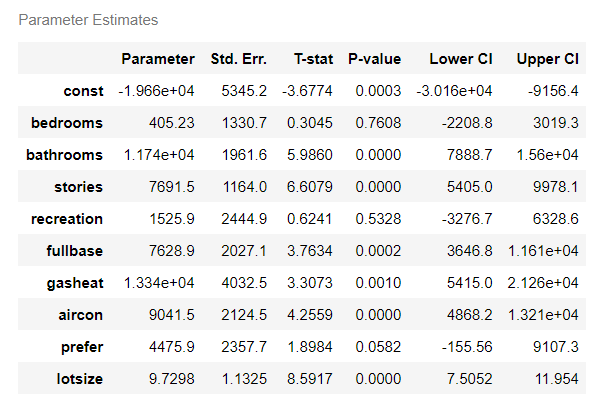 Parameter Estimates
Parameter Std. Err. T-stat P-value Lower CI Upper CI
const -1.966e+04 5345.2 -3.6774 0.0003 -3.016e+04 -9156.4
bedrooms 405.23 1330.7 0.3045 0.7608 -2208.8 3019.3
bathrooms 1.174e+04 1961.6 5.9860 0.0000 7888.7 1.56e+04
stories 7691.5 1164.0 6.6079 0.0000 5405.0 9978.1
recreation 1525.9 2444.9 0.6241 0.5328 -3276.7 6328.6
fullbase 7628.9 2027.1 3.7634 0.0002 3646.8 1.161e+04
gasheat 1.334e+04 4032.5 3.3073 0.0010 5415.0 2.126e+04
aircon 9041.5 2124.5 4.2559 0.0000 4868.2 1.321e+04
prefer 4475.9 2357.7 1.8984 0.0582 -155.56 9107.3
lotsize 9.7298 1.1325 8.5917 0.0000 7.5052 11.954